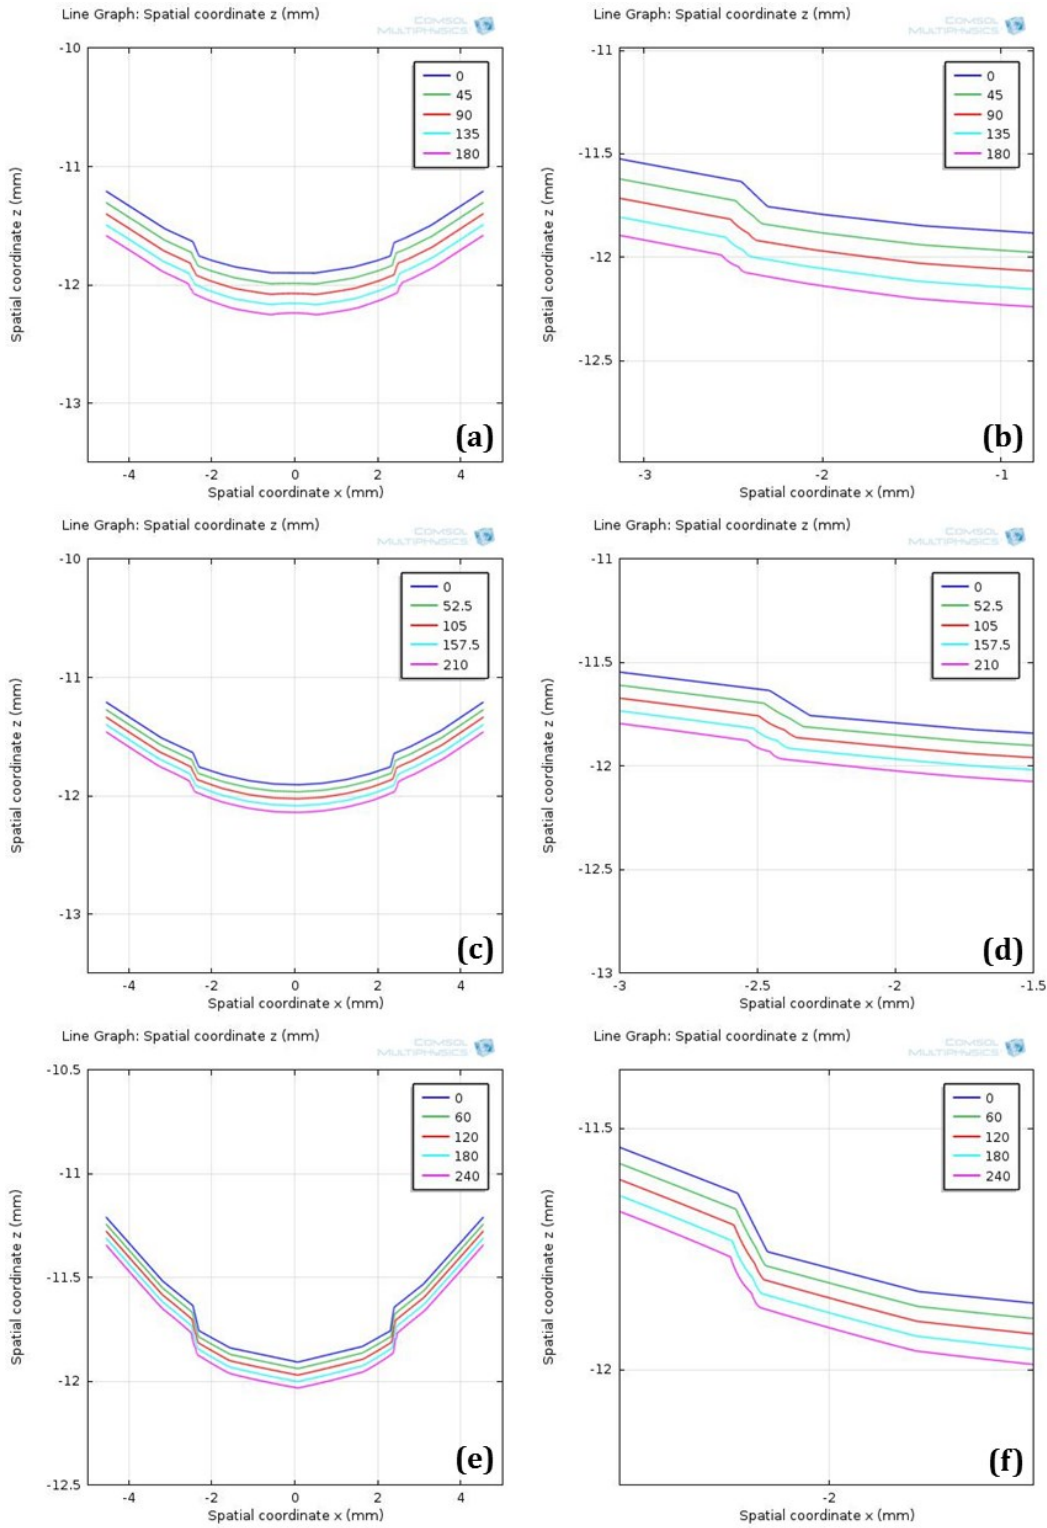 Line Graph: Spatial coordinate z (mm)
COMSOL
MULTIPHYSICS
-10
-11
-12
-13
0
45
90
135
180
(a)
-4 -2 0 2 4
Spatial coordinate x (mm)
Spatial coordinate z (mm)
Line Graph: Spatial coordinate z (mm)
COMSOL
MULTIPHYSICS
-11
-11.5
-12
-12.5
0
45
90
135
180
(b)
-3 -2 -1
Spatial coordinate x (mm)
Spatial coordinate z (mm)
Line Graph: Spatial coordinate z (mm)
COMSOL
MULTIPHYSICS
-10
-11
-12
-13
0
52.5
105
157.5
210
(c)
-4 -2 0 2 4
Spatial coordinate x (mm)
Spatial coordinate z (mm)
Line Graph: Spatial coordinate z (mm)
COMSOL
MULTIPHYSICS
-11
-11.5
-12
-12.5
-13
0
52.5
105
157.5
210
(d)
-3 -2.5 -2 -1.5
Spatial coordinate x (mm)
Spatial coordinate z (mm)
Line Graph: Spatial coordinate z (mm)
COMSOL
MULTIPHYSICS
-10.5
-11
-11.5
-12
-12.5
0
60
120
180
240
(e)
-4 -2 0 2 4
Spatial coordinate x (mm)
Spatial coordinate z (mm)
Line Graph: Spatial coordinate z (mm)
COMSOL
MULTIPHYSICS
-11.5
-12
0
60
120
180
240
(f)
-2
Spatial coordinate x (mm)
Spatial coordinate z (mm)